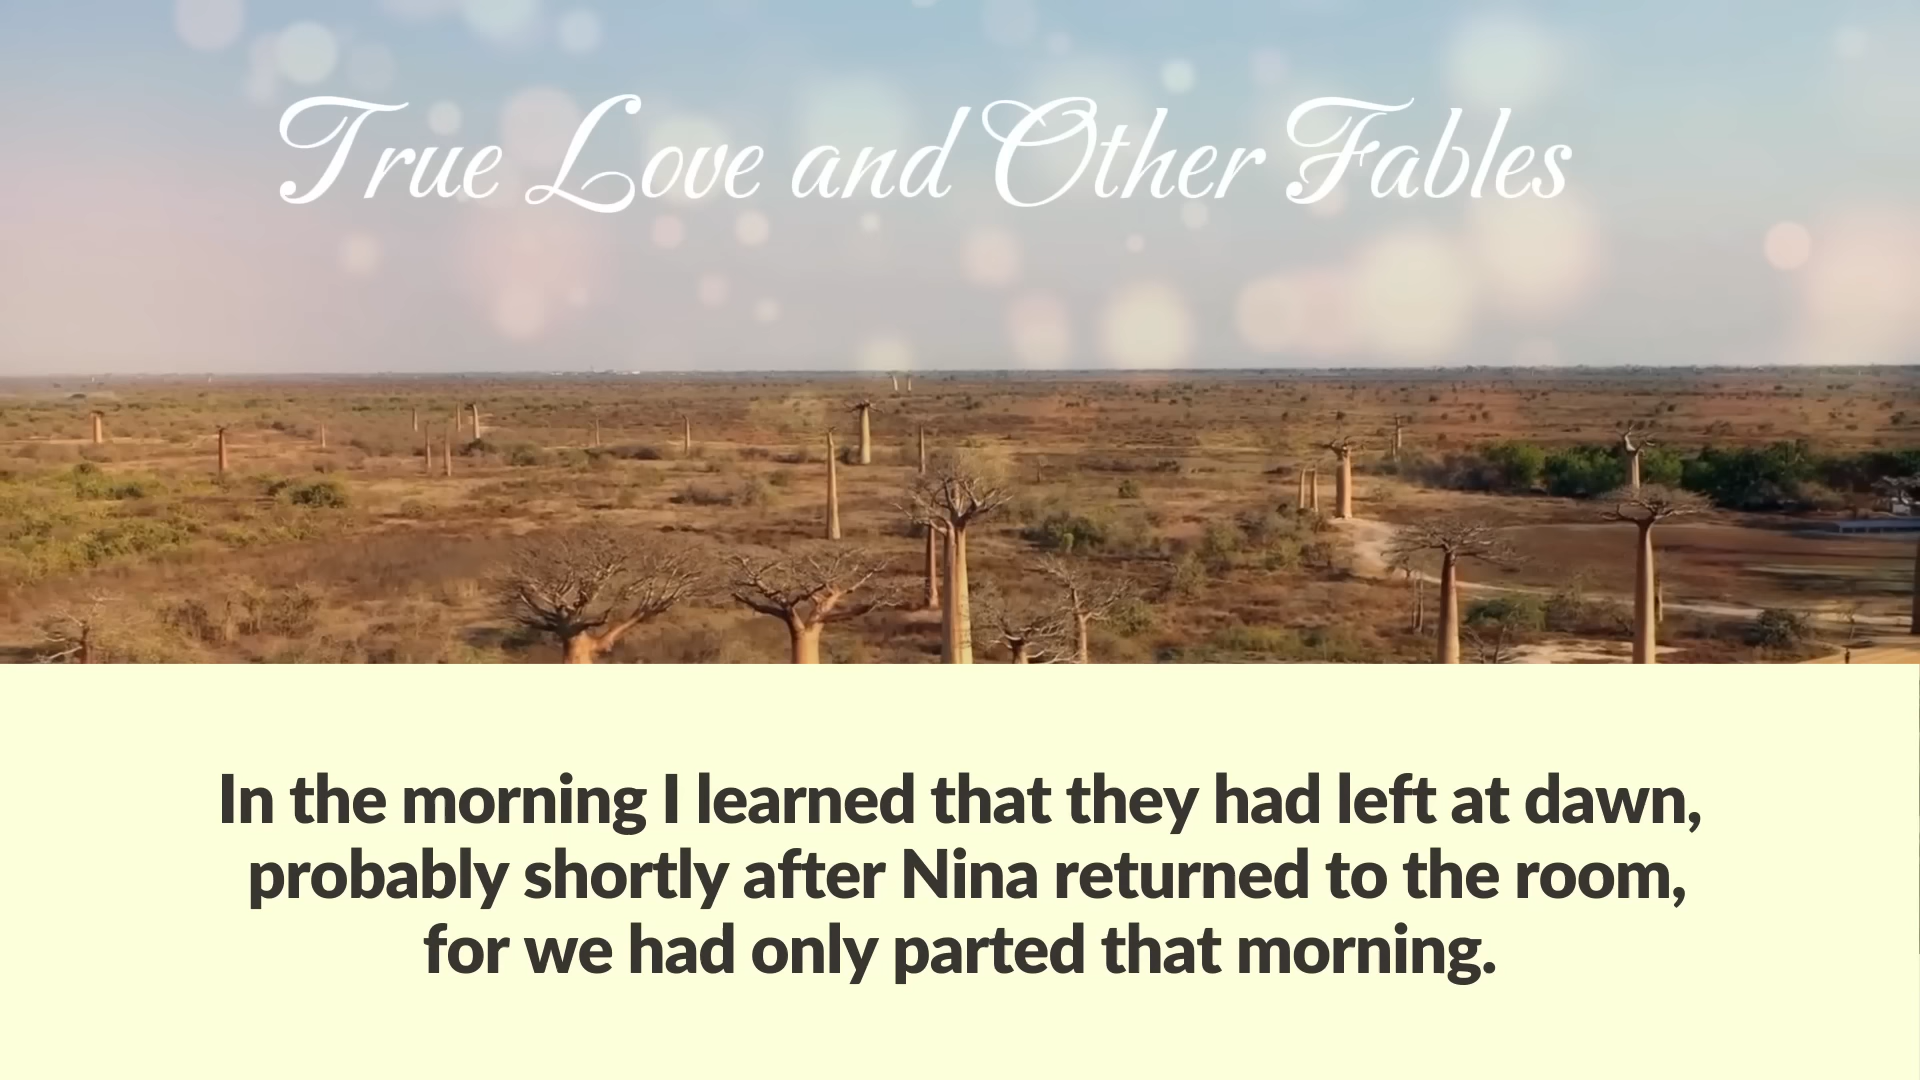 True Love and Other Fables
In the morning I learned that they had left at dawn,
probably shortly after Nina returned to the room,
for we had only parted that morning.